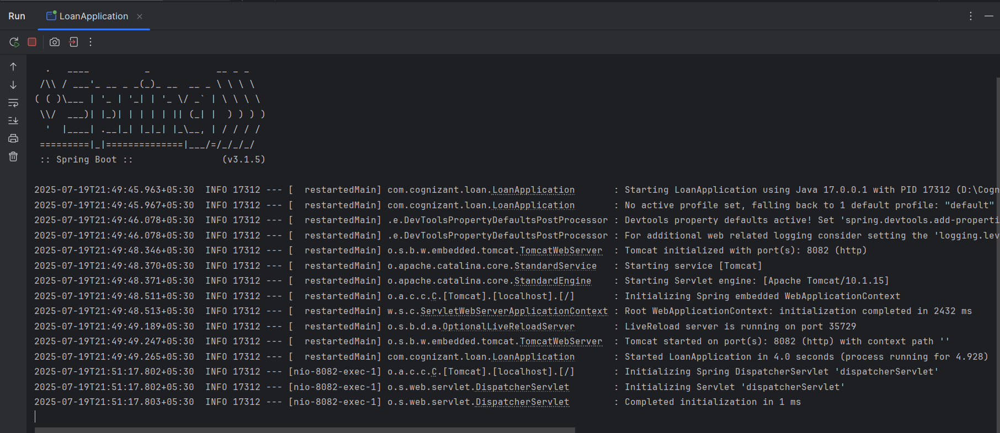 Run LoanApplication
  .   ____          _            __ _ _
 /\\ / ___'_ __ _ _(_)_ __  __ _ \ \ \ \
( ( )\___ | '_ | '_| | '_ \/ _` | \ \ \ \
 \\/  ___)| |_)| | | | | || (_| |  ) ) ) )
  '  |____| .__|_| |_|_| |_\__, | / / / /
 =========|_|==============|___/=/_/_/_/
 :: Spring Boot ::                (v3.1.5)
2025-07-19T21:49:45.963+05:30  INFO 17312 --- [  restartedMain] com.cognizant.loan.LoanApplication       : Starting LoanApplication using Java 17.0.0.1 with PID 17312 (D:\Cogn
2025-07-19T21:49:45.967+05:30  INFO 17312 --- [  restartedMain] com.cognizant.loan.LoanApplication       : No active profile set, falling back to 1 default profile: "default"
2025-07-19T21:49:46.078+05:30  INFO 17312 --- [  restartedMain] .e.DevToolsPropertyDefaultsPostProcessor : Devtools property defaults active! Set 'spring.devtools.add-properti
2025-07-19T21:49:46.078+05:30  INFO 17312 --- [  restartedMain] .e.DevToolsPropertyDefaultsPostProcessor : For additional web related logging consider setting the 'logging.lev
2025-07-19T21:49:48.346+05:30  INFO 17312 --- [  restartedMain] o.s.b.w.embedded.tomcat.TomcatWebServer  : Tomcat initialized with port(s): 8082 (http)
2025-07-19T21:49:48.370+05:30  INFO 17312 --- [  restartedMain] o.apache.catalina.core.StandardService   : Starting service [Tomcat]
2025-07-19T21:49:48.371+05:30  INFO 17312 --- [  restartedMain] o.apache.catalina.core.StandardEngine    : Starting Servlet engine: [Apache Tomcat/10.1.15]
2025-07-19T21:49:48.511+05:30  INFO 17312 --- [  restartedMain] o.a.c.c.C.[Tomcat].[localhost].[/]       : Initializing Spring embedded WebApplicationContext
2025-07-19T21:49:48.513+05:30  INFO 17312 --- [  restartedMain] w.s.c.ServletWebServerApplicationContext : Root WebApplicationContext: initialization completed in 2432 ms
2025-07-19T21:49:49.189+05:30  INFO 17312 --- [  restartedMain] o.s.b.d.a.OptionalLiveReloadServer       : LiveReload server is running on port 35729
2025-07-19T21:49:49.247+05:30  INFO 17312 --- [  restartedMain] o.s.b.w.embedded.tomcat.TomcatWebServer  : Tomcat started on port(s): 8082 (http) with context path ''
2025-07-19T21:49:49.265+05:30  INFO 17312 --- [  restartedMain] com.cognizant.loan.LoanApplication       : Started LoanApplication in 4.0 seconds (process running for 4.928)
2025-07-19T21:51:17.802+05:30  INFO 17312 --- [nio-8082-exec-1] o.a.c.c.C.[Tomcat].[localhost].[/]       : Initializing Spring DispatcherServlet 'dispatcherServlet'
2025-07-19T21:51:17.802+05:30  INFO 17312 --- [nio-8082-exec-1] o.s.web.servlet.DispatcherServlet        : Initializing Servlet 'dispatcherServlet'
2025-07-19T21:51:17.803+05:30  INFO 17312 --- [nio-8082-exec-1] o.s.web.servlet.DispatcherServlet        : Completed initialization in 1 ms